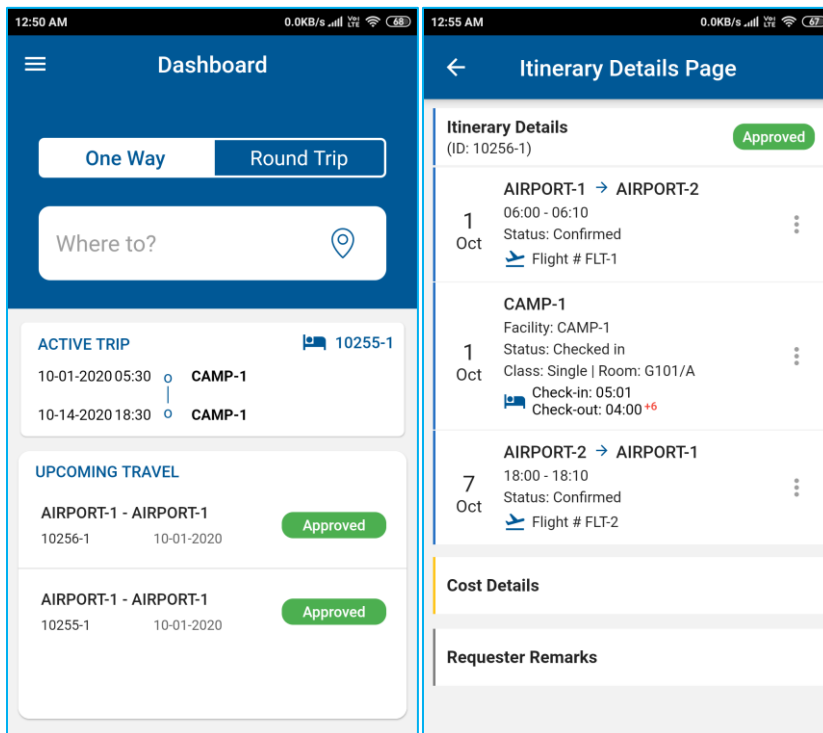 12:50 AM 0.0KB/s Vo) LTE 68
Dashboard
One Way Round Trip
Where to?
ACTIVE TRIP 10255-1
10-01-2020 05:30 CAMP-1
10-14-2020 18:30 CAMP-1
UPCOMING TRAVEL
AIRPORT-1 - AIRPORT-1
Approved
10256-1 10-01-2020
AIRPORT-1 - AIRPORT-1
Approved
10255-1 10-01-2020
12:55 AM 0.0KB/s Vo) LTE 67
Itinerary Details Page
Itinerary Details
Approved
(ID: 10256-1)
AIRPORT-1 → AIRPORT-2
1 Oct
06:00 - 06:10
Status: Confirmed
Flight # FLT-1
CAMP-1
Facility: CAMP-1
1 Oct
Status: Checked in
Class: Single | Room: G101/A
Check-in: 05:01
Check-out: 04:00 +6
AIRPORT-2 → AIRPORT-1
7 Oct
18:00 - 18:10
Status: Confirmed
Flight # FLT-2
Cost Details
Requester Remarks